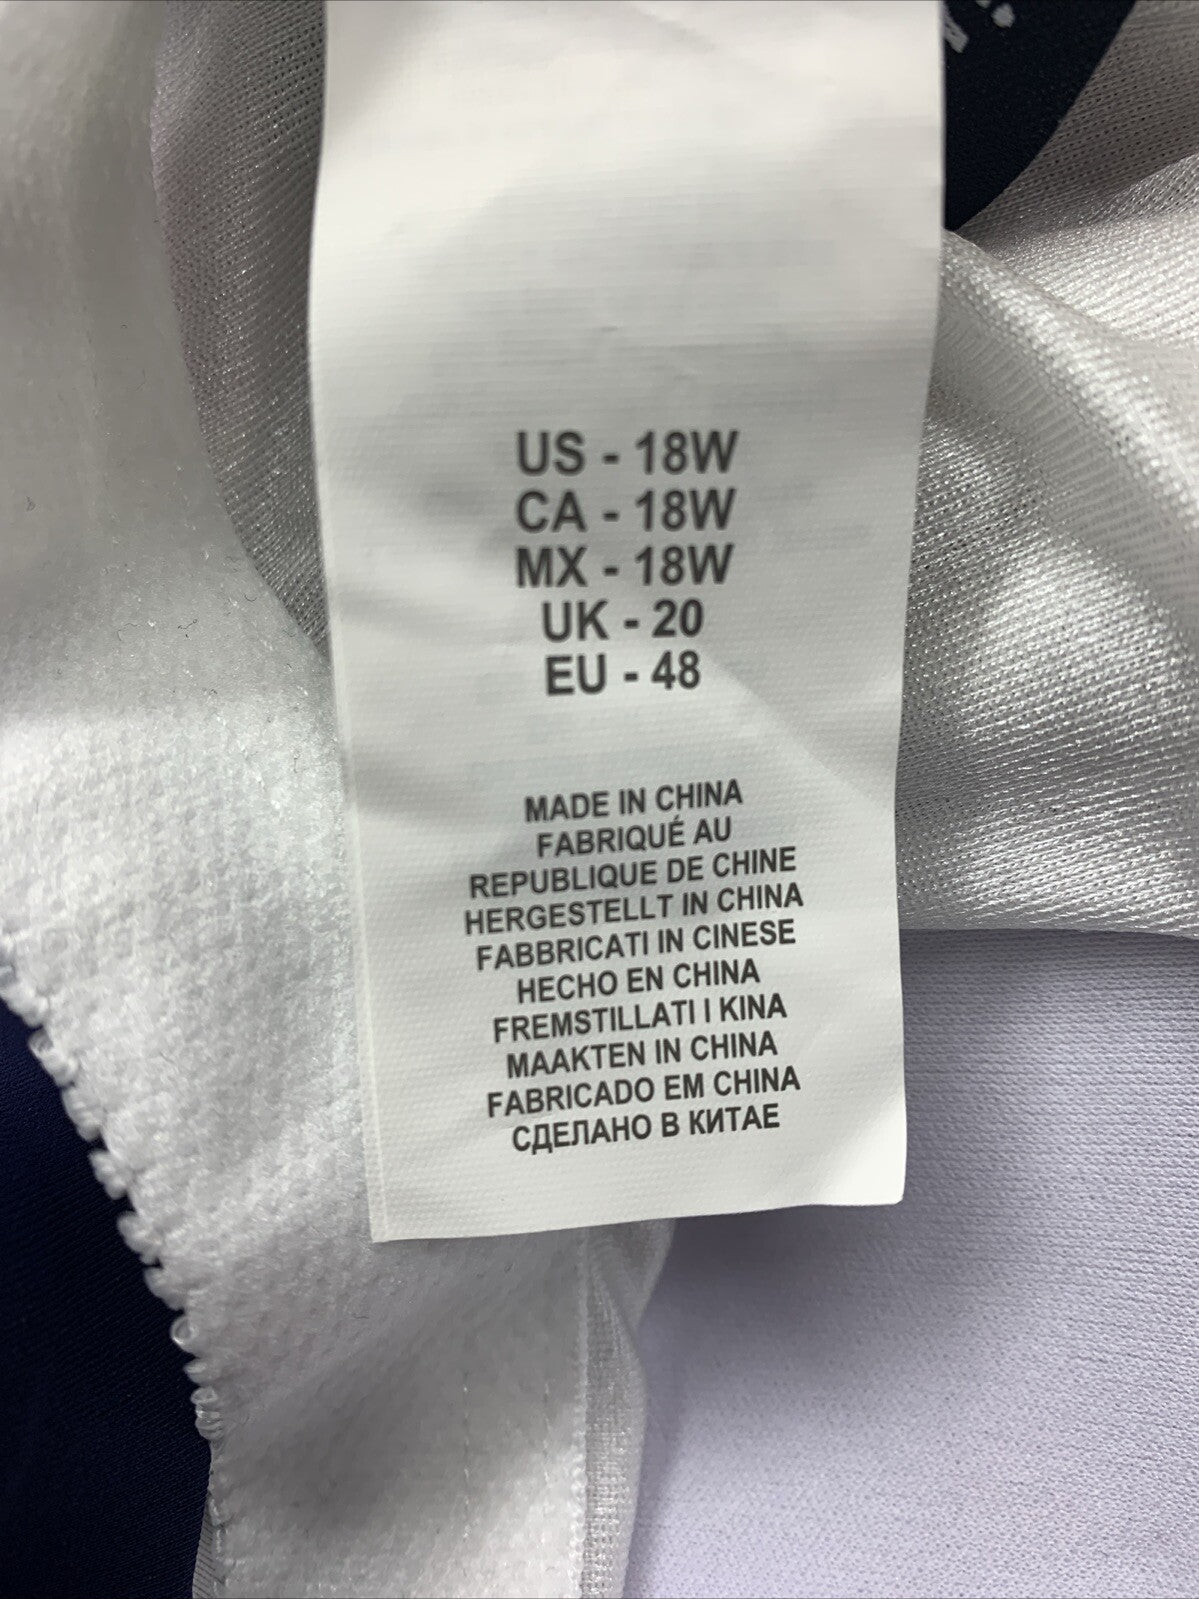 US - 18W
CA - 18W
MX - 18W
UK - 20
EU - 48
MADE IN CHINA
FABRIQUÉ AU
REPUBLIQUE DE CHINE
HERGESTELLT IN CHINA
FABBRICATI IN CINESE
HECHO EN CHINA
FREMSTILLATI I KINA
MAAKTEN IN CHINA
FABRICADO EM CHINA
СДЕЛАНО В КИТАЕ